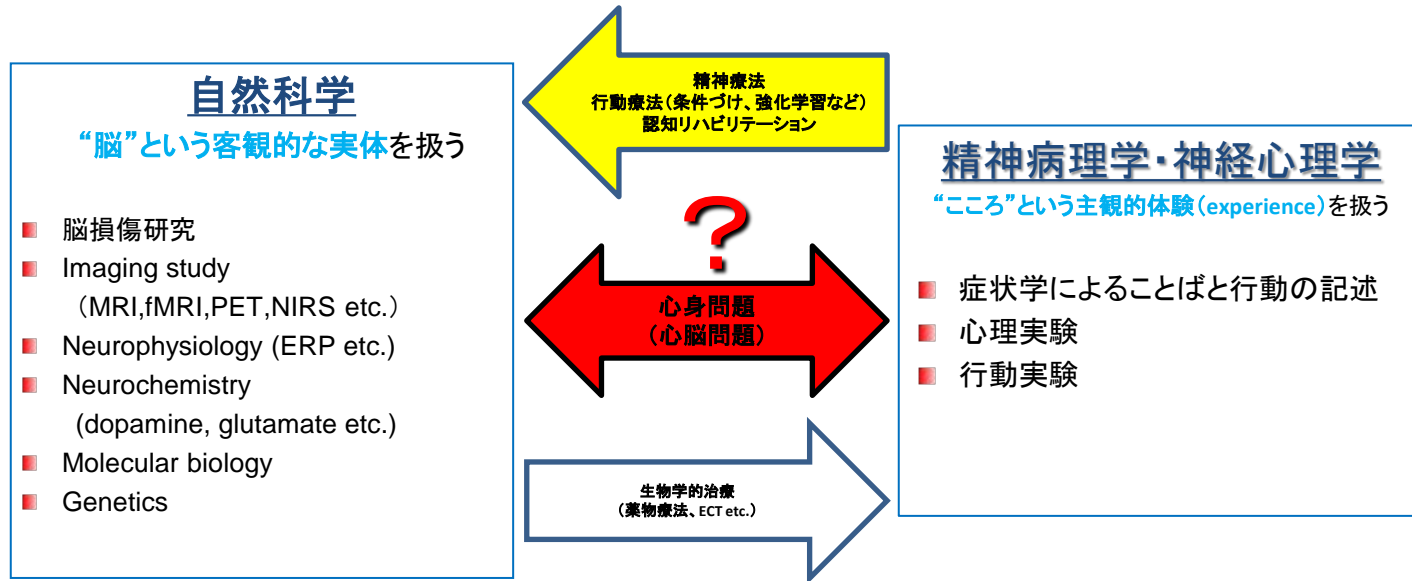 自然科学
“脳”という客観的な実体を扱う
脳損傷研究
Imaging study
（MRI,fMRI,PET,NIRS etc.）
Neurophysiology (ERP etc.)
Neurochemistry
(dopamine, glutamate etc.)
Molecular biology
Genetics
精神療法
行動療法（条件づけ、強化学習など）
認知リハビリテーション
?
心身問題
（心脳問題）
生物学的治療
（薬物療法、ECT etc.）
精神病理学・神経心理学
“こころ”という主観的体験（experience）を扱う
症状学によることばと行動の記述
心理実験
行動実験